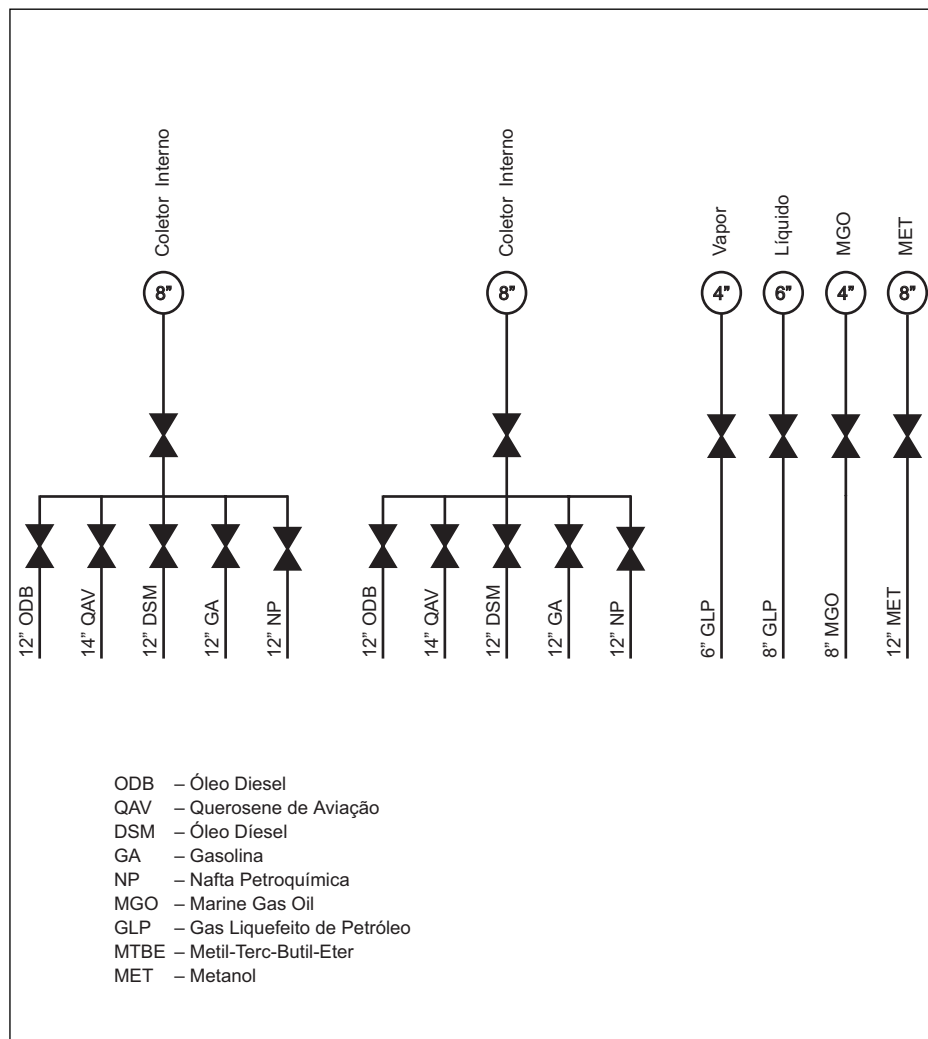 Coletor Interno
Coletor Interno
Vapor
Líquido
MGO
MET
8”
8”
4”
6”
4”
8”
12” ODB
14” QAV
12” DSM
12” GA
12” NP
12” ODB
14” QAV
12” DSM
12” GA
12” NP
6” GLP
8” GLP
8” MGO
12” MET
ODB – Óleo Diesel
QAV – Querosene de Aviação
DSM – Óleo Díesel
GA – Gasolina
NP – Nafta Petroquímica
MGO – Marine Gas Oil
GLP – Gas Liquefeito de Petróleo
MTBE – Metil-Terc-Butil-Eter
MET – Metanol